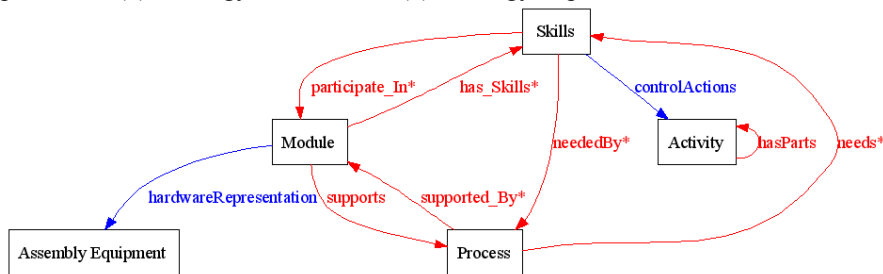 Skills
participate_In*
has_Skills*
controlActions
Module
neededBy*
Activity
hasParts
needs*
hardwareRepresentation
supports
supported_By*
Assembly Equipment
Process